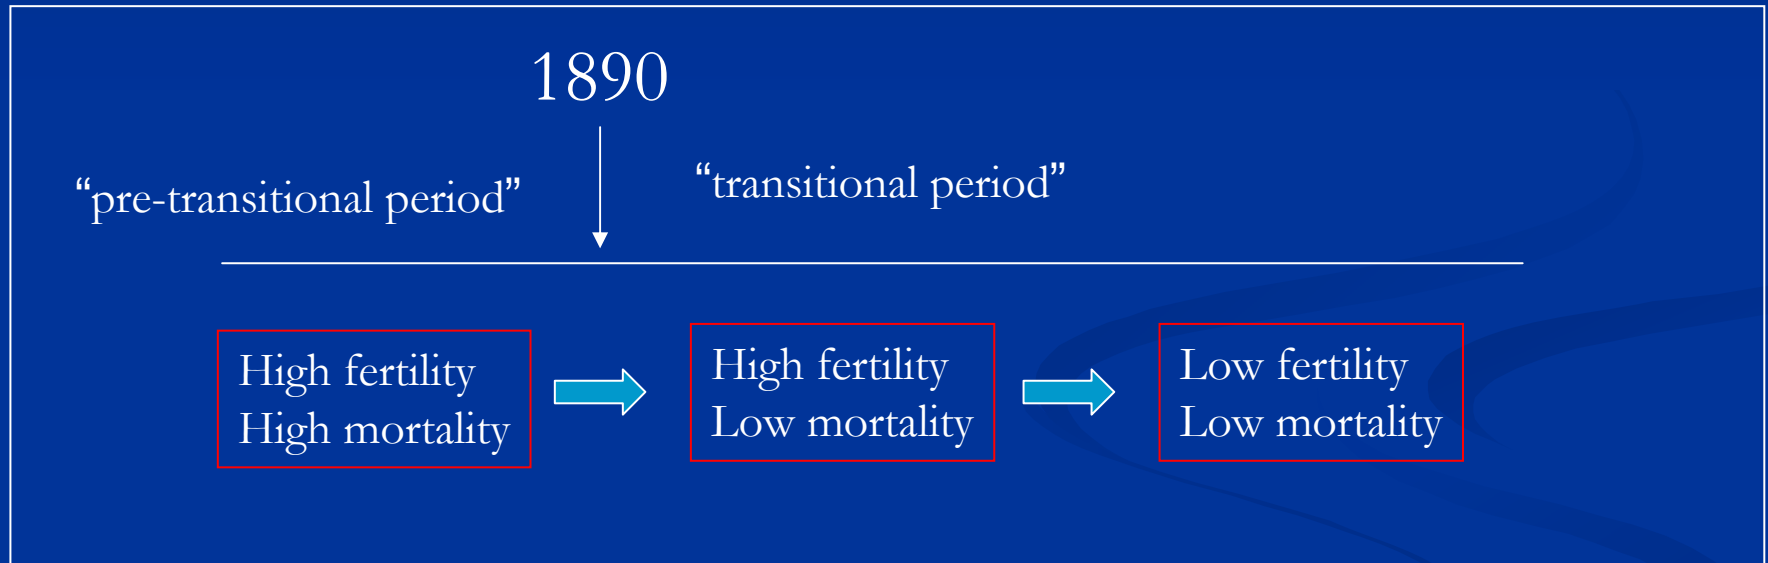 1890
“pre-transitional period”
“transitional period”
High fertility
High mortality
High fertility
Low mortality
Low fertility
Low mortality